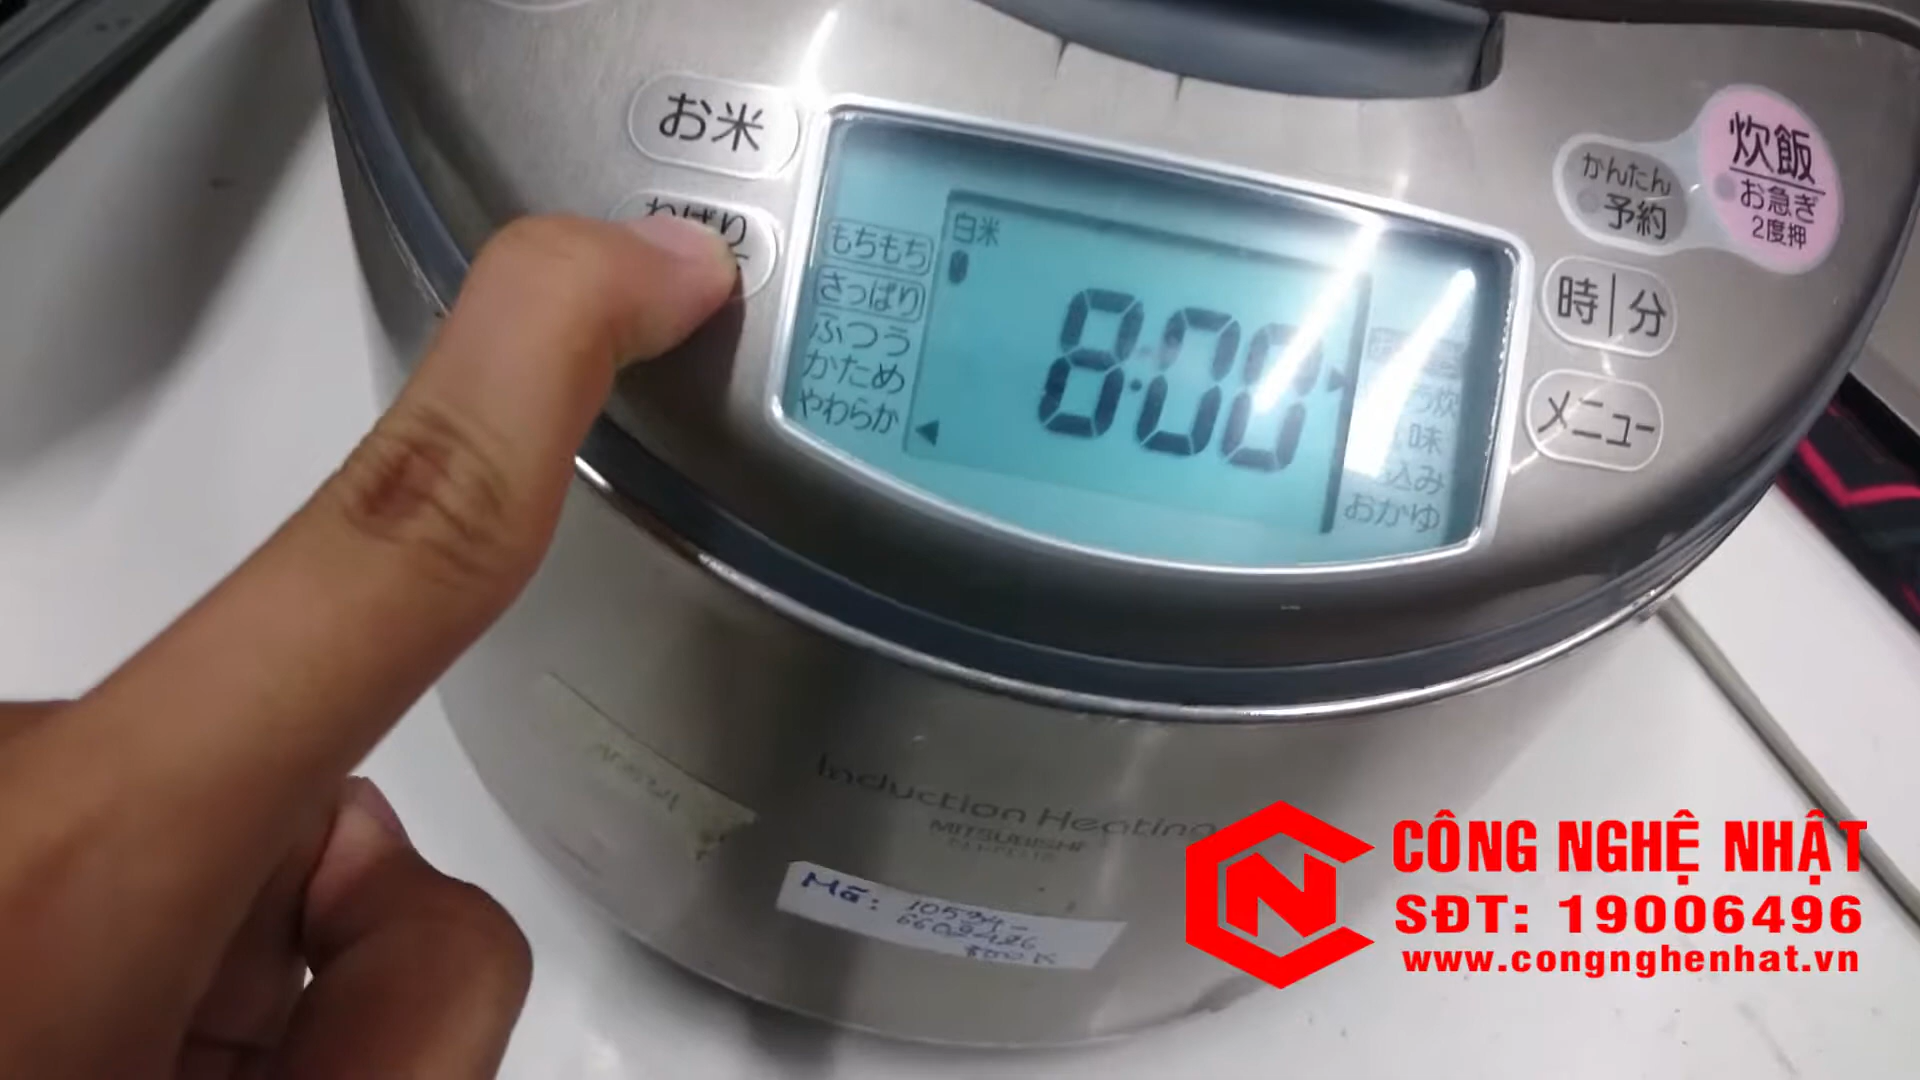 お米
炊飯
お急ぎ
2度押
かんたん
予約
もちもち
さっぱり
ふつう
かため
やわらか
白米
8:00
時|分
込み
おかゆ
メニュー
Induction Heating
MITSUBISHI
Mã: 10594-
CÔNG NGHỆ NHẬT
SĐT: 19006496
www.congnghenhat.vn